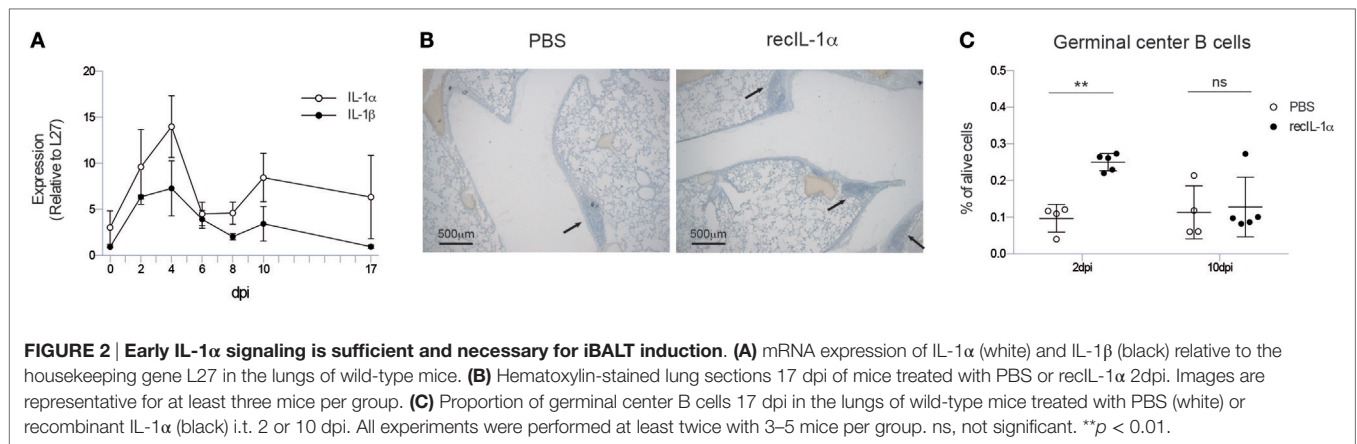 A
Expression
(Relative to L27)
20
15
10
5
0
0 2 4 6 8 10 17
dpi
IL-1α
IL-1β
B
PBS
recIL-1α
500µm
500µm
C
Germinal center B cells
% of alive cells
0.5
0.4
0.3
0.2
0.1
0.0
**
ns
PBS
recIL-1α
2dpi
10dpi
FIGURE 2 | Early IL-1α signaling is sufficient and necessary for iBALT induction. (A) mRNA expression of IL-1α (white) and IL-1β (black) relative to the
housekeeping gene L27 in the lungs of wild-type mice. (B) Hematoxylin-stained lung sections 17 dpi of mice treated with PBS or recIL-1α 2dpi. Images are
representative for at least three mice per group. (C) Proportion of germinal center B cells 17 dpi in the lungs of wild-type mice treated with PBS (white) or
recombinant IL-1α (black) i.t. 2 or 10 dpi. All experiments were performed at least twice with 3–5 mice per group. ns, not significant. **p < 0.01.